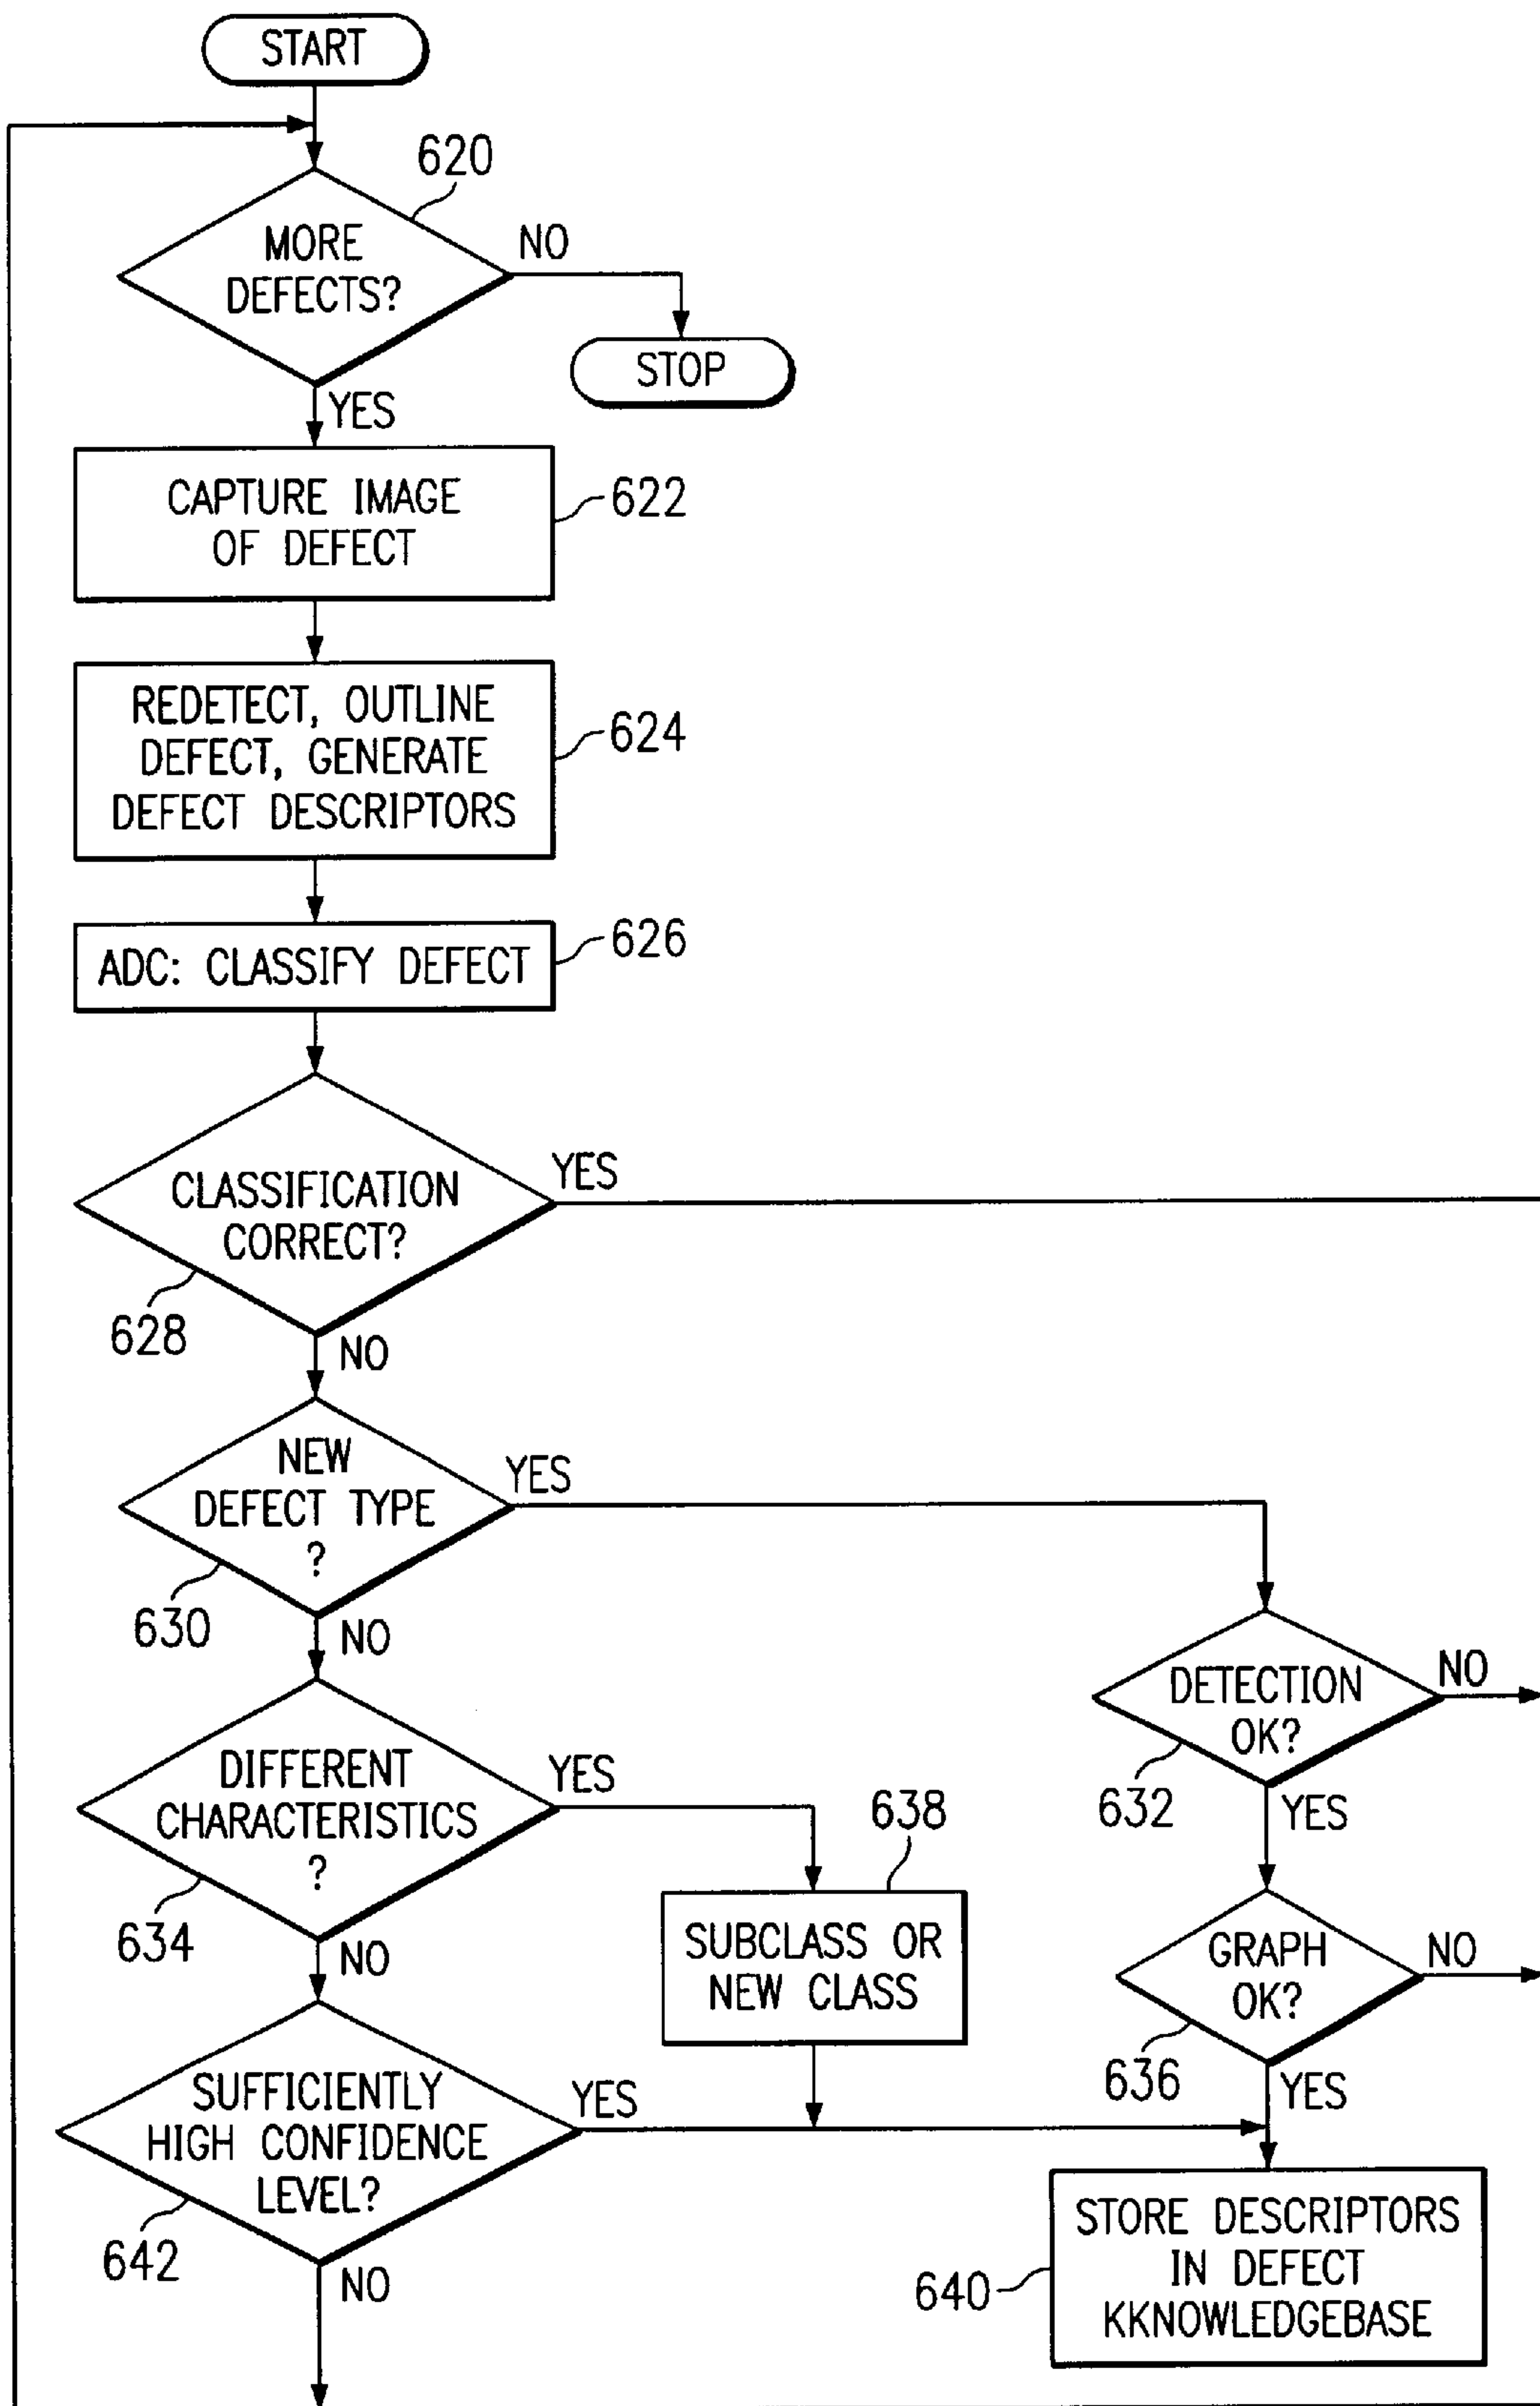 START
620
MORE
DEFECTS?
NO
STOP
YES
CAPTURE IMAGE
OF DEFECT
622
REDETECT, OUTLINE
DEFECT, GENERATE
DEFECT DESCRIPTORS
624
ADC: CLASSIFY DEFECT
626
CLASSIFICATION
CORRECT?
YES
628
NO
NEW
DEFECT TYPE
?
YES
630
NO
DETECTION
OK?
NO
632
YES
DIFFERENT
CHARACTERISTICS
?
YES
634
NO
638
SUBCLASS OR
NEW CLASS
GRAPH
OK?
NO
636
YES
SUFFICIENTLY
HIGH CONFIDENCE
LEVEL?
YES
642
NO
STORE DESCRIPTORS
IN DEFECT
KKNOWLEDGEBASE
640